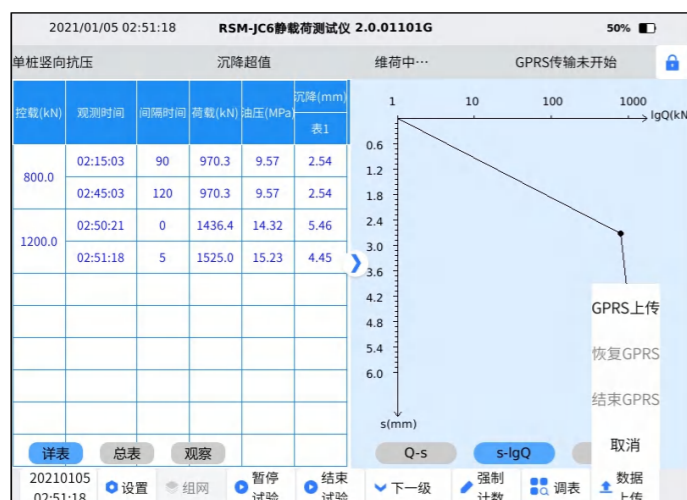 2021/01/05 02:51:18 RSM-JC6静载荷测试仪 2.0.01101G 50%
单桩竖向抗压 沉降超值 维荷中… GPRS传输未开始
控载(kN) 观测时间 间隔时间 荷载(kN) 油压(MPa) 沉降(mm)
表1
800.0
02:15:03 90 970.3 9.57 2.54
02:45:03 120 970.3 9.57 2.54
1200.0
02:50:21 0 1436.4 14.32 5.46
02:51:18 5 1525.0 15.23 4.45
1 10 100 1000
lgQ(kN
0.6
1.2
1.8
2.4
3.0
3.6
4.2
4.8
5.4
6.0
s(mm)
GPRS上传
恢复GPRS
结束GPRS
取消
详表 总表 观察 Q-s s-lgQ
20210105
02:51:18
设置 组网
暂停
试验
结束
试验
下一级
强制
计数
调表
数据
上传